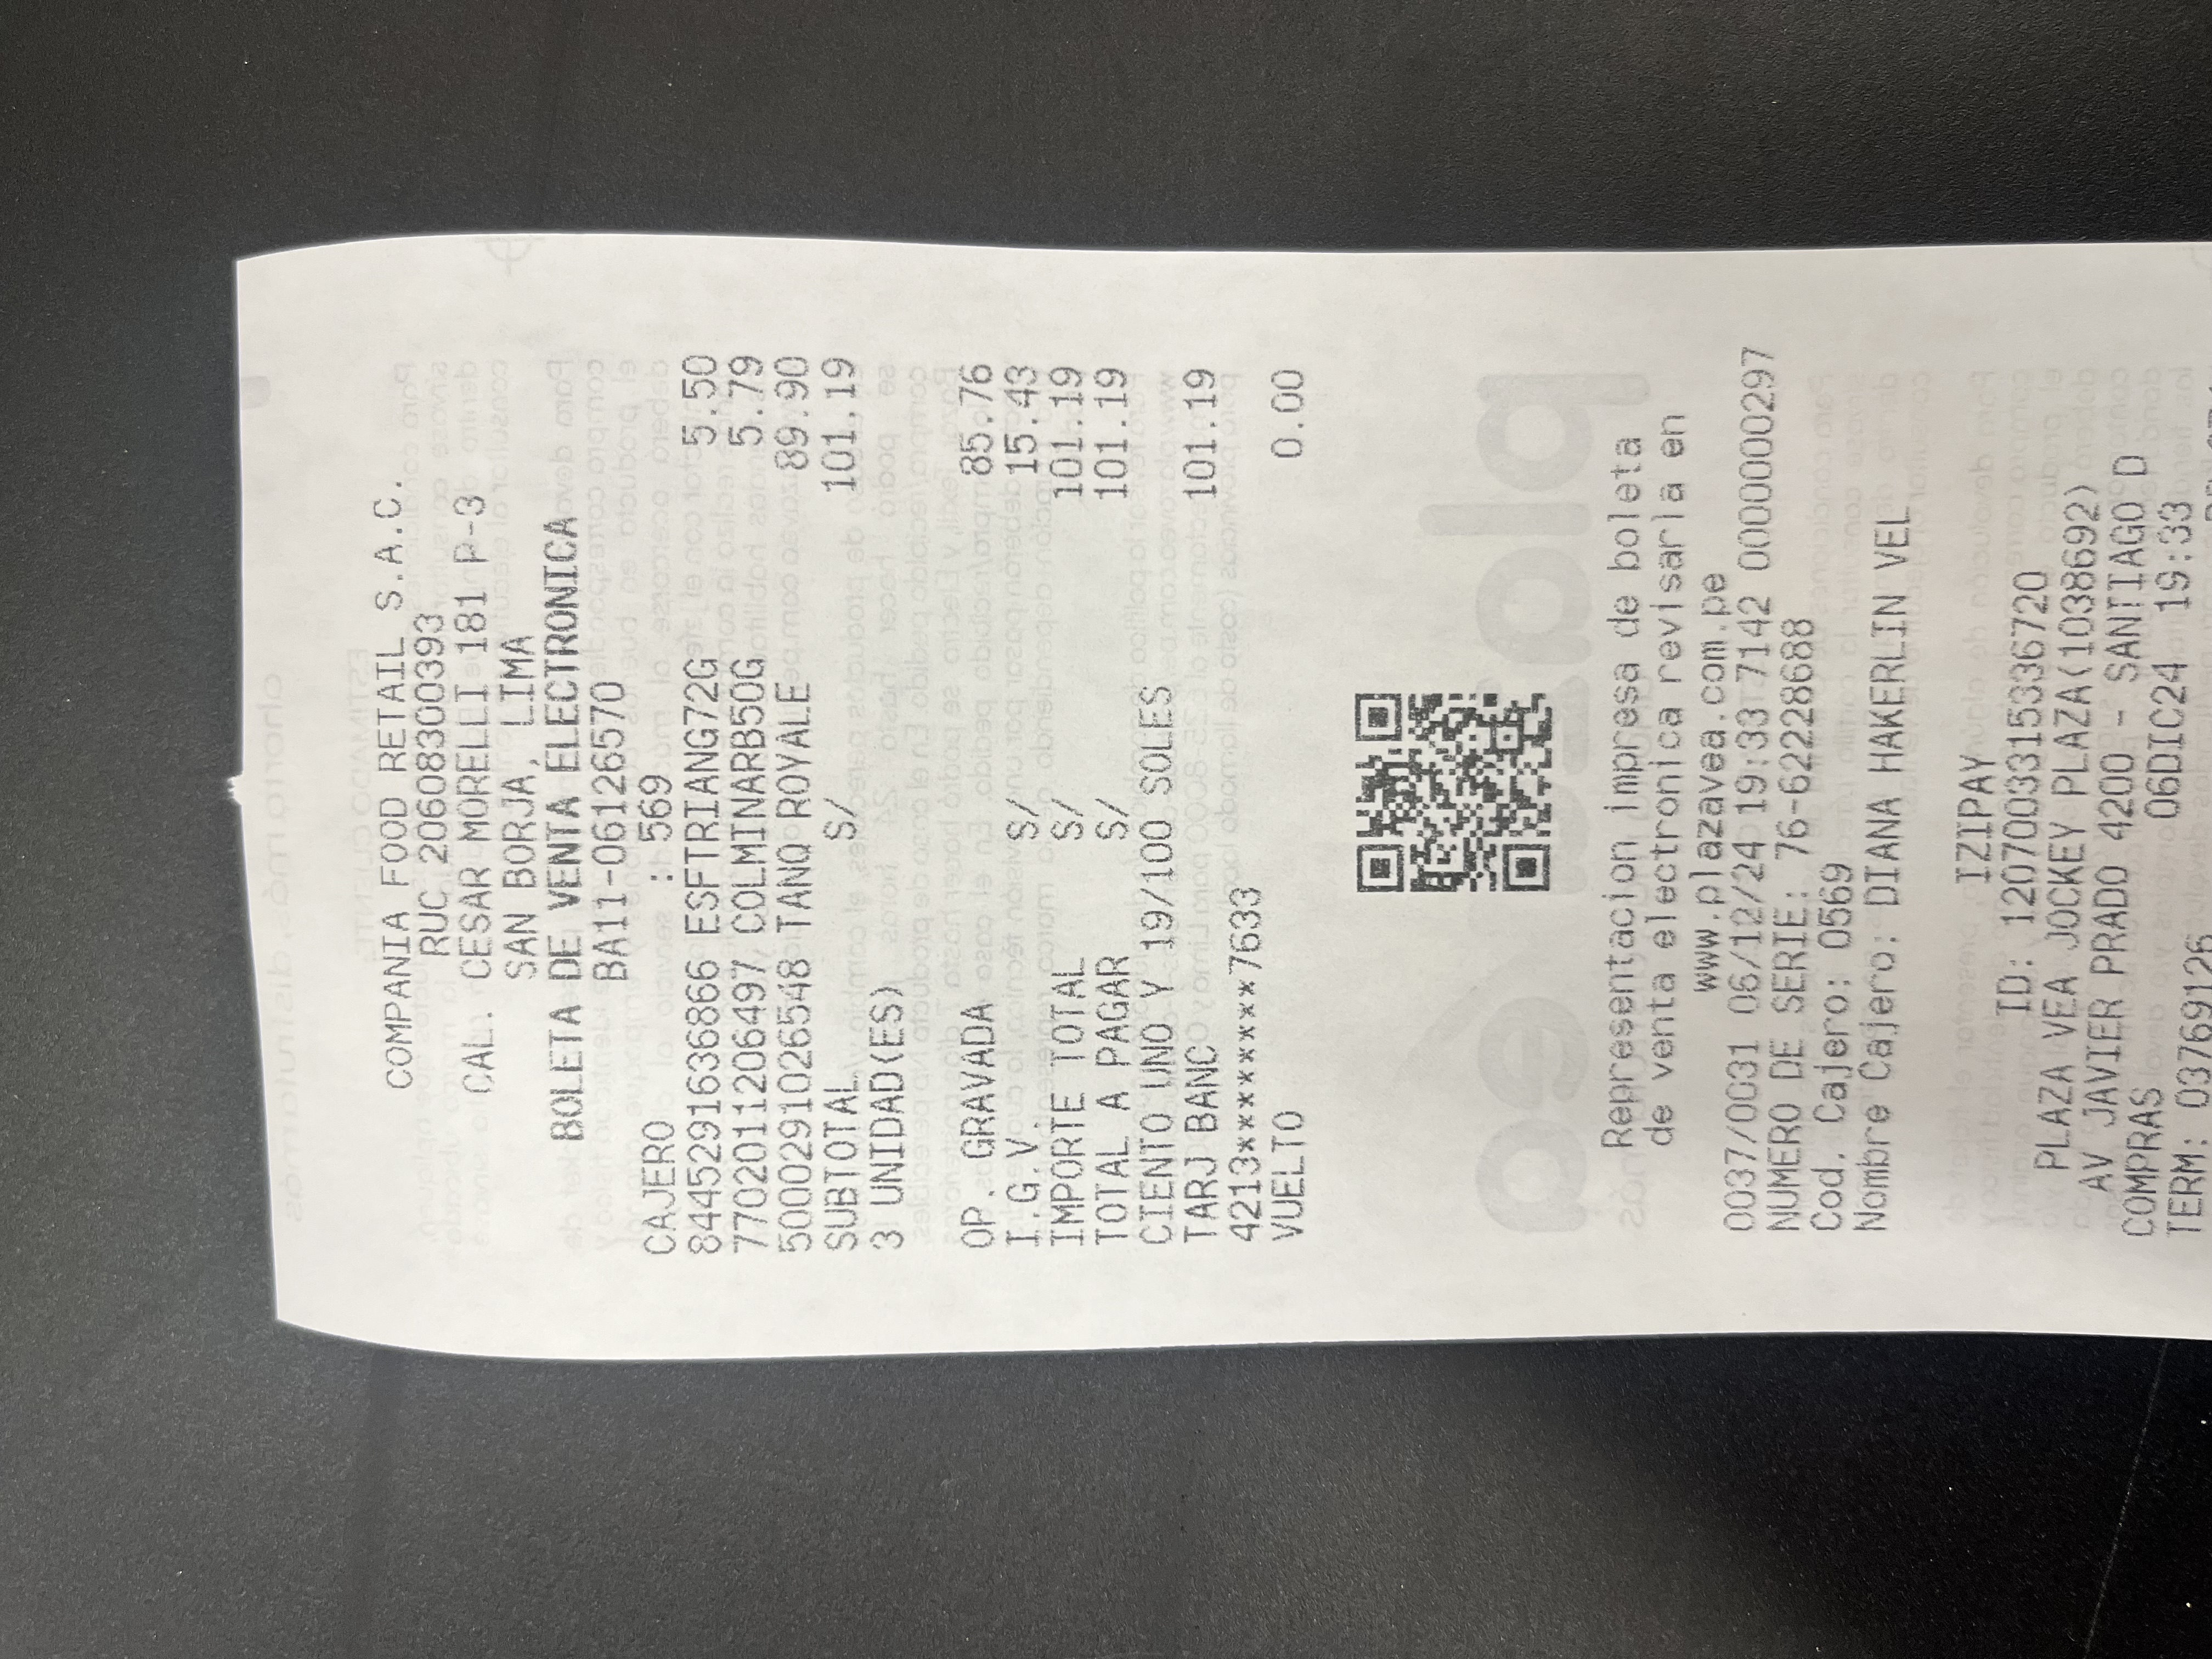 COMPANIA FOOD RETAIL S.A.C.
RUC 20608300393
CAL. CESAR MORELLI 181 P-3
SAN BORJA, LIMA
BOLETA DE VENTA ELECTRONICA
BA11-06126570
CAJERO : 569
8445291636866 ESFTRIANG72G 5.50
7702011206497 COLMINARB50G 5.79
5000291026548 TANQ ROYALE 89.90
SUBTOTAL S/ 101.19
3 UNIDAD(ES)
OP. GRAVADA 85.76
I.G.V. S/ 15.43
IMPORTE TOTAL S/ 101.19
TOTAL A PAGAR S/ 101.19
CIENTO UNO Y 19/100 SOLES
TARJ BANC 101.19
4213********7633
VUELTO 0.00
Representacion impresa de boleta
de venta electronica revisarla en
www.plazavea.com.pe
0037/0031 06/12/24 19:33 7142 0000000297
NUMERO DE SERIE: 76-62228688
Cod. Cajero: 0569
Nombre Cajero: DIANA HAKERLIN VEL
IZIPAY
ID: 1207003315336720
PLAZA VEA JOCKEY PLAZA(1038692)
AV JAVIER PRADO 4200 - SANTIAGO D
COMPRAS 06DIC24 19:33
TERM: 03769126